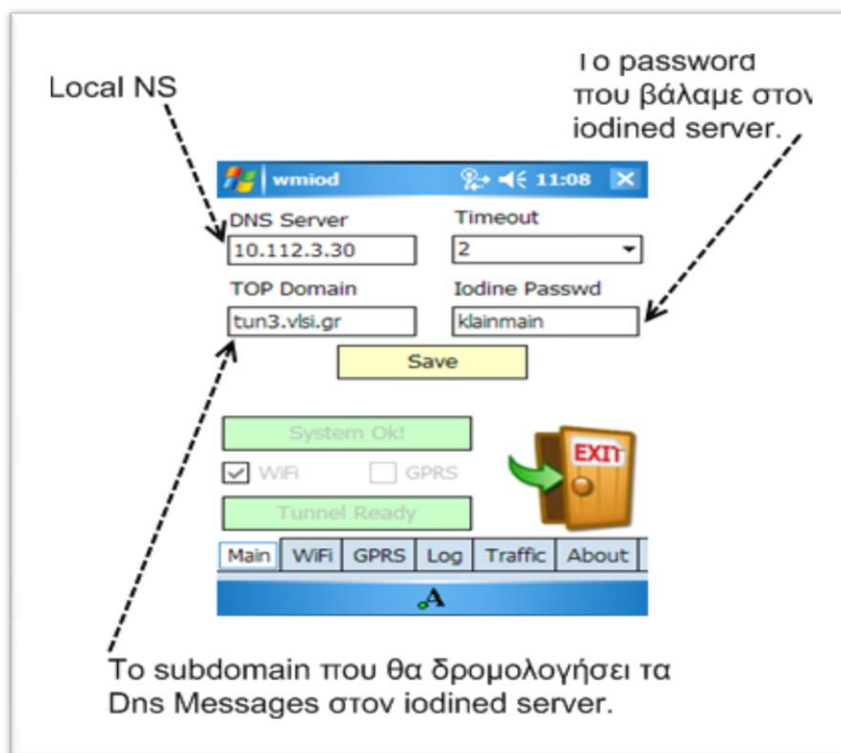 Local NS
Το password
που βάλαμε στον
iodined server.
wmiod 11:08
DNS Server Timeout
10.112.3.30 2
TOP Domain Iodine Passwd
tun3.vlsi.gr klainmain
Save
System Ok!
EXIT
WiFi GPRS
Tunnel Ready
Main WiFi GPRS Log Traffic About
A
Το subdomain που θα δρομολογήσει τα
Dns Messages στον iodined server.